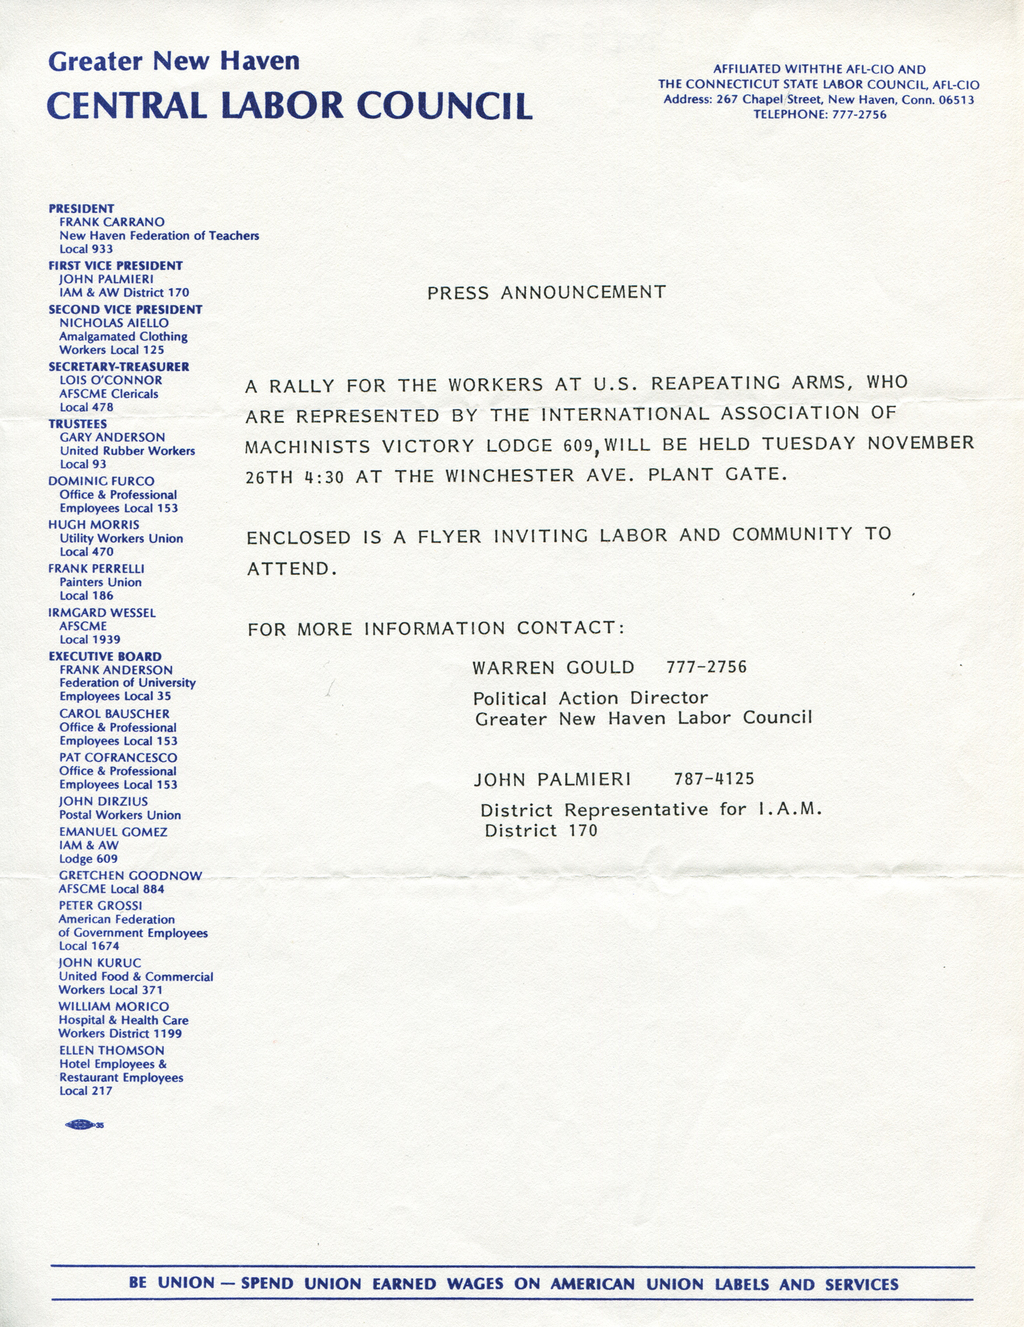 Greater New Haven
CENTRAL LABOR COUNCIL
AFFILIATED WITHTHE AFL-CIO AND
THE CONNECTICUT STATE LABOR COUNCIL, AFL-CIO
Address: 267 Chapel Street, New Haven, Conn. 06513
TELEPHONE: 777-2756
PRESIDENT
FRANK CARRANO
New Haven Federation of Teachers
Local 933
FIRST VICE PRESIDENT
JOHN PALMIERI
IAM & AW District 170
SECOND VICE PRESIDENT
NICHOLAS AIELLO
Amalgamated Clothing
Workers Local 125
SECRETARY-TREASURER
LOIS O'CONNOR
AFSCME Clericals
Local 478
TRUSTEES
GARY ANDERSON
United Rubber Workers
Local 93
DOMINIC FURCO
Office & Professional
Employees Local 153
HUGH MORRIS
Utility Workers Union
Local 470
FRANK PERRELLI
Painters Union
Local 186
IRMGARD WESSEL
AFSCME
Local 1939
EXECUTIVE BOARD
FRANK ANDERSON
Federation of University
Employees Local 35
CAROL BAUSCHER
Office & Professional
Employees Local 153
PAT COFRANCESCO
Office & Professional
Employees Local 153
JOHN DIRZIUS
Postal Workers Union
EMANUEL GOMEZ
IAM & AW
Lodge 609
GRETCHEN GOODNOW
AFSCME Local 884
PETER GROSSI
American Federation
of Government Employees
Local 1674
JOHN KURUC
United Food & Commercial
Workers Local 371
WILLIAM MORICO
Hospital & Health Care
Workers District 1199
ELLEN THOMSON
Hotel Employees &
Restaurant Employees
Local 217
35
PRESS ANNOUNCEMENT
A RALLY FOR THE WORKERS AT U.S. REAPEATING ARMS, WHO
ARE REPRESENTED BY THE INTERNATIONAL ASSOCIATION OF
MACHINISTS VICTORY LODGE 609, WILL BE HELD TUESDAY NOVEMBER
26TH 4:30 AT THE WINCHESTER AVE. PLANT GATE.
ENCLOSED IS A FLYER INVITING LABOR AND COMMUNITY TO
ATTEND.
FOR MORE INFORMATION CONTACT:
WARREN GOULD 777-2756
Political Action Director
Greater New Haven Labor Council
JOHN PALMIERI 787-4125
District Representative for I.A.M.
District 170
BE UNION — SPEND UNION EARNED WAGES ON AMERICAN UNION LABELS AND SERVICES